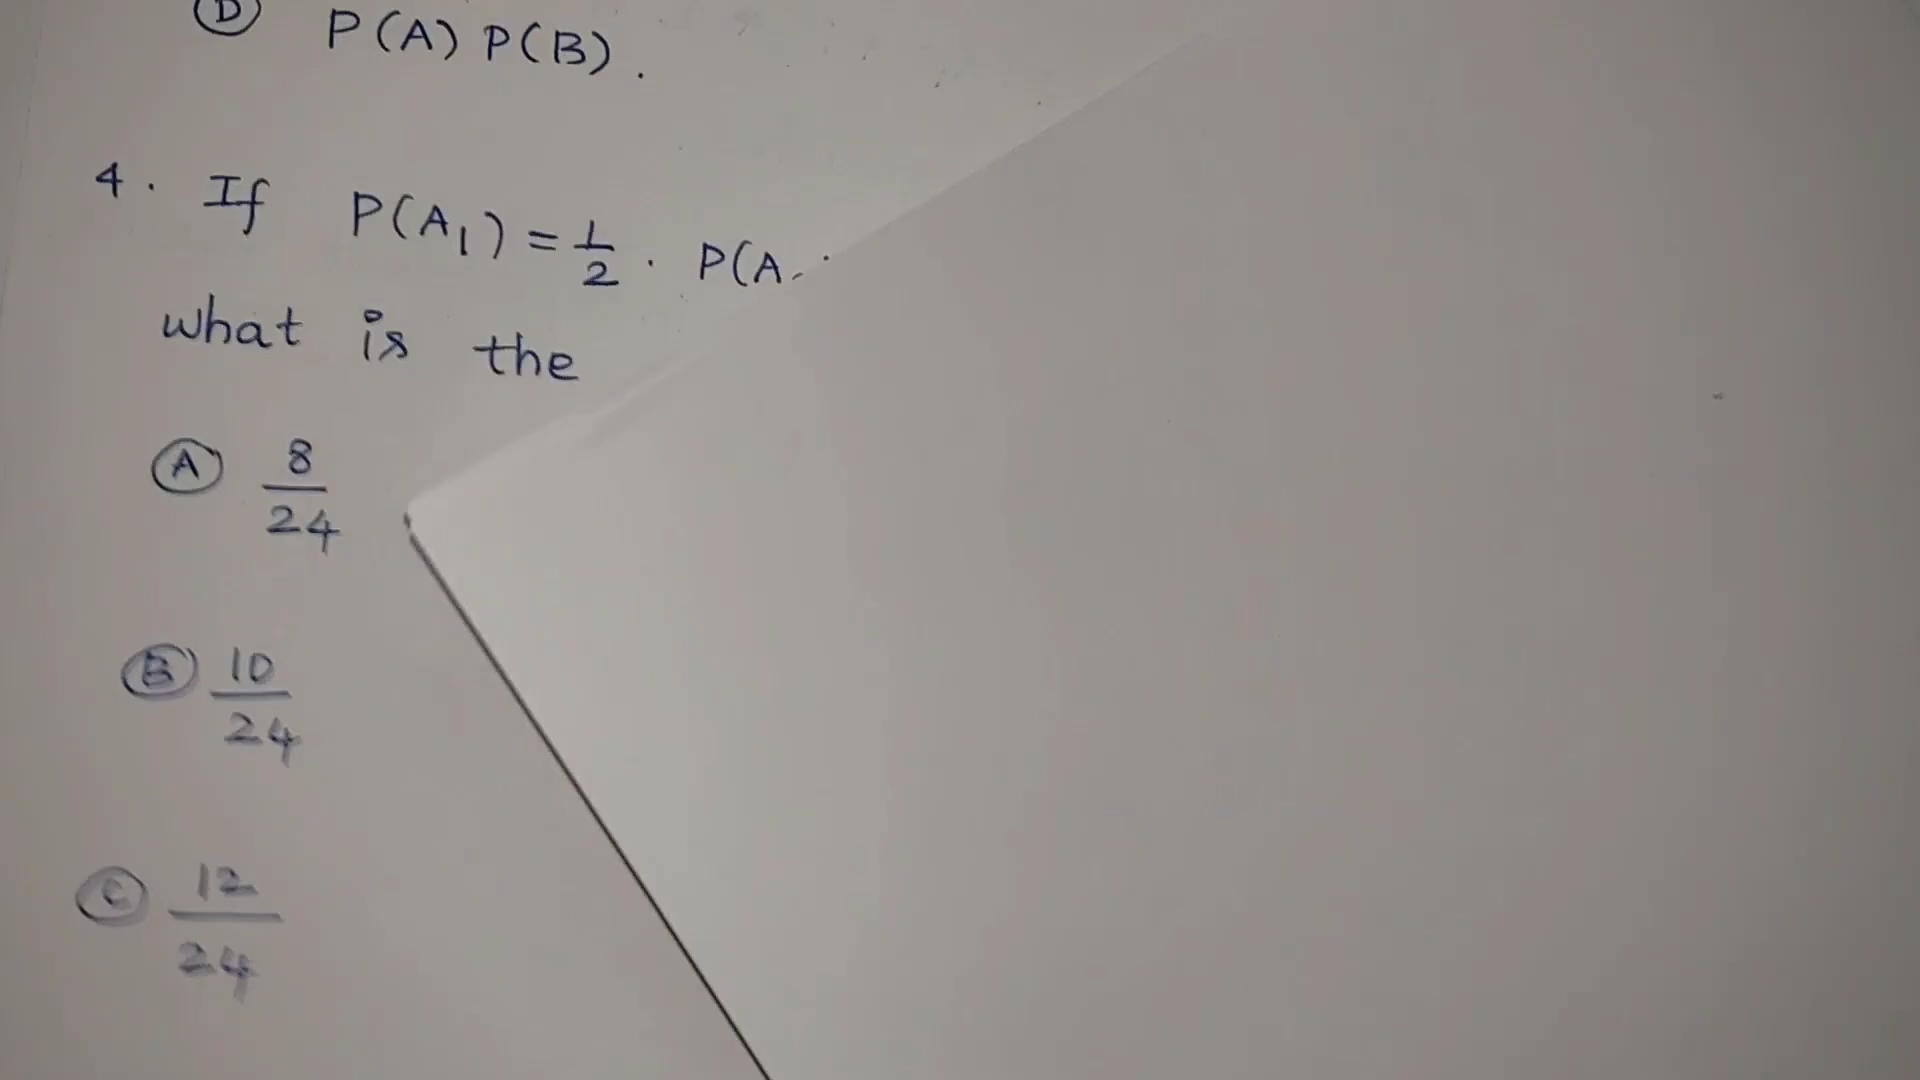 D P(A) P(B).
4. If P(A₁) = 1/2. P(A
what is the
A 8/24
B 10/24
C 12/24